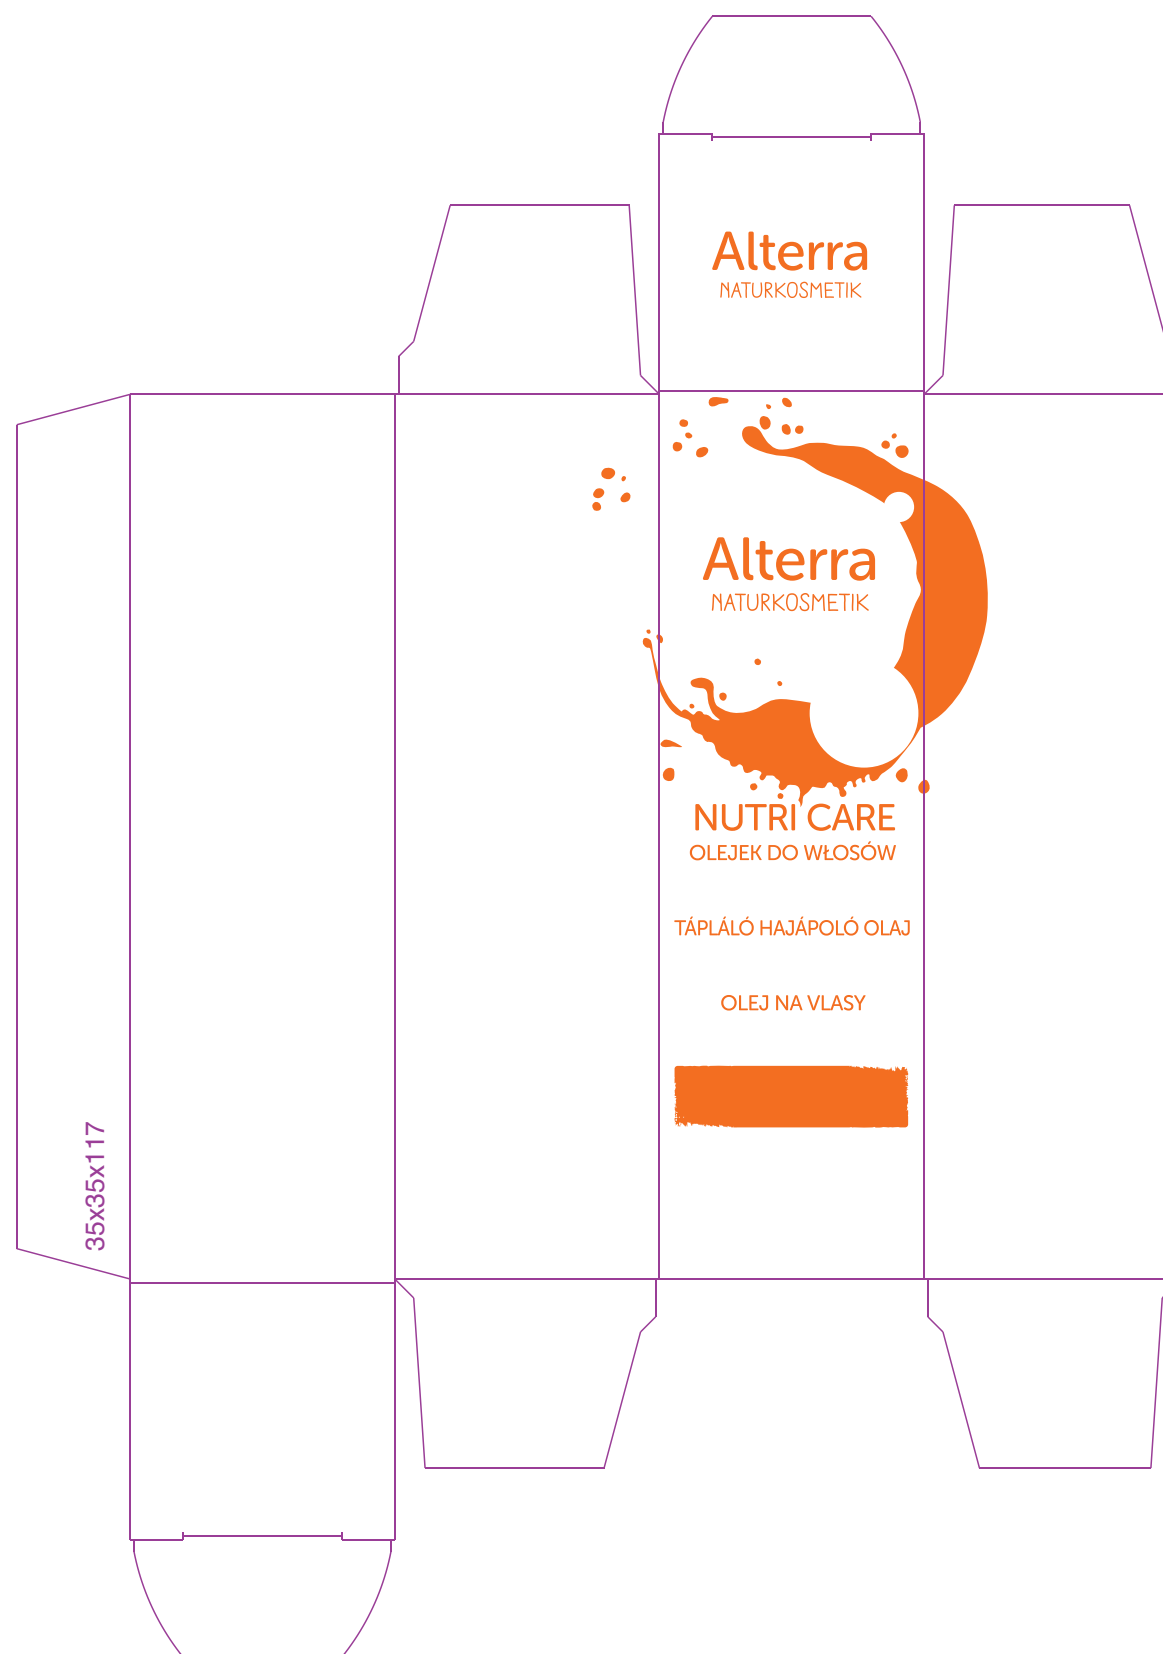 Alterra
NATURKOSMETIK
Alterra
NATURKOSMETIK
NUTRI CARE
OLEJEK DO WŁOSÓW
TÁPLÁLÓ HAJÁPOLÓ OLAJ
OLEJ NA VLASY
35x35x117